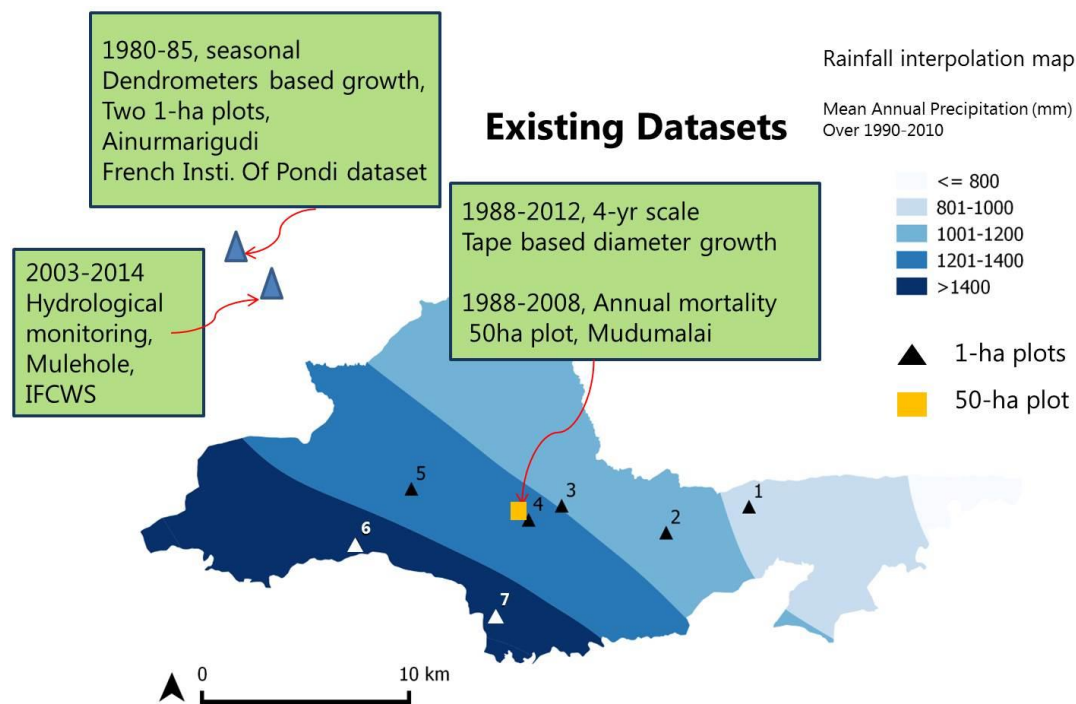 1980-85, seasonal
Dendrometers based growth,
Two 1-ha plots,
Ainurmarigudi
French Insti. Of Pondi dataset
Rainfall interpolation map
Existing Datasets
Mean Annual Precipitation (mm)
Over 1990-2010
<= 800
801-1000
1001-1200
1201-1400
>1400
1988-2012, 4-yr scale
Tape based diameter growth
1988-2008, Annual mortality
50ha plot, Mudumalai
2003-2014
Hydrological
monitoring,
Mulehole,
IFCWS
1-ha plots
50-ha plot
5
4
3
2
1
6
7
0
10 km